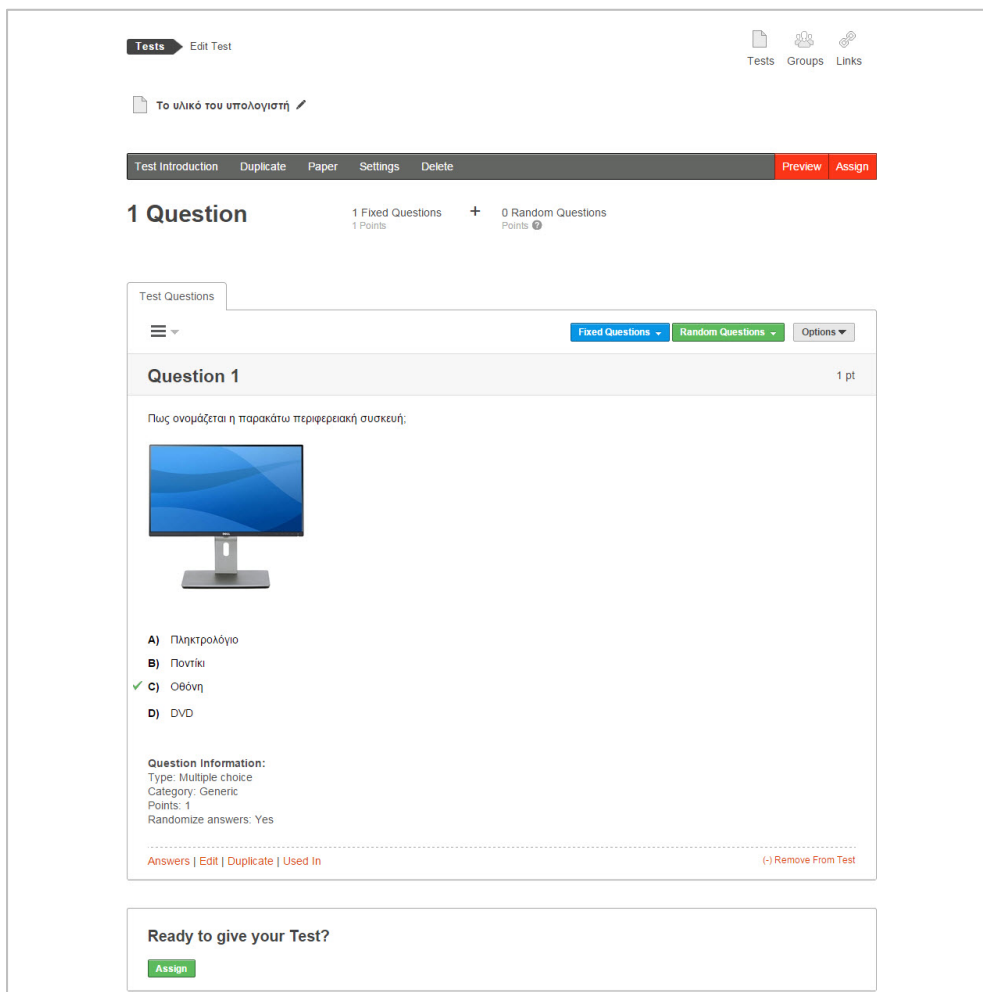 Tests Edit Test
Tests Groups Links
Το υλικό του υπολογιστή
Test Introduction Duplicate Paper Settings Delete Preview Assign
1 Question
1 Fixed Questions + 0 Random Questions
1 Points Points ?
Test Questions
Fixed Questions Random Questions Options
Question 1 1 pt
Πως ονομάζεται η παρακάτω περιφερειακή συσκευή;
DELL
A) Πληκτρολόγιο
B) Ποντίκι
C) Οθόνη
D) DVD
Question Information:
Type: Multiple choice
Category: Generic
Points: 1
Randomize answers: Yes
Answers | Edit | Duplicate | Used In (-) Remove From Test
Ready to give your Test?
Assign